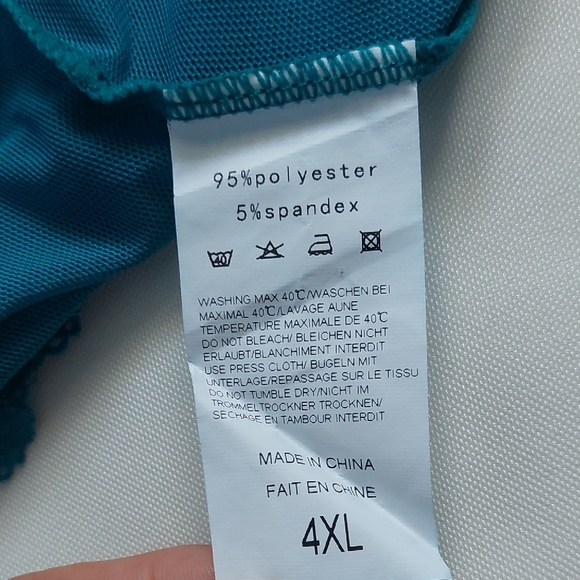 95%polyester
5%spandex
40
WASHING MAX 40℃/WASCHEN BEI
MAXIMAL 40℃/LAVAGE AUNE
TEMPERATURE MAXIMALE DE 40℃
DO NOT BLEACH/ BLEICHEN NICHT
ERLAUBT/BLANCHIMENT INTERDIT
USE PRESS CLOTH/ BUGELN MIT
UNTERLAGE/REPASSAGE SUR LE TISSU
DO NOT TUMBLE DRY/NICHT IM
TROMMELTROCKNER TROCKNEN/
SECHAGE EN TAMBOUR INTERDIT
MADE IN CHINA
FAIT EN CHINE
4XL